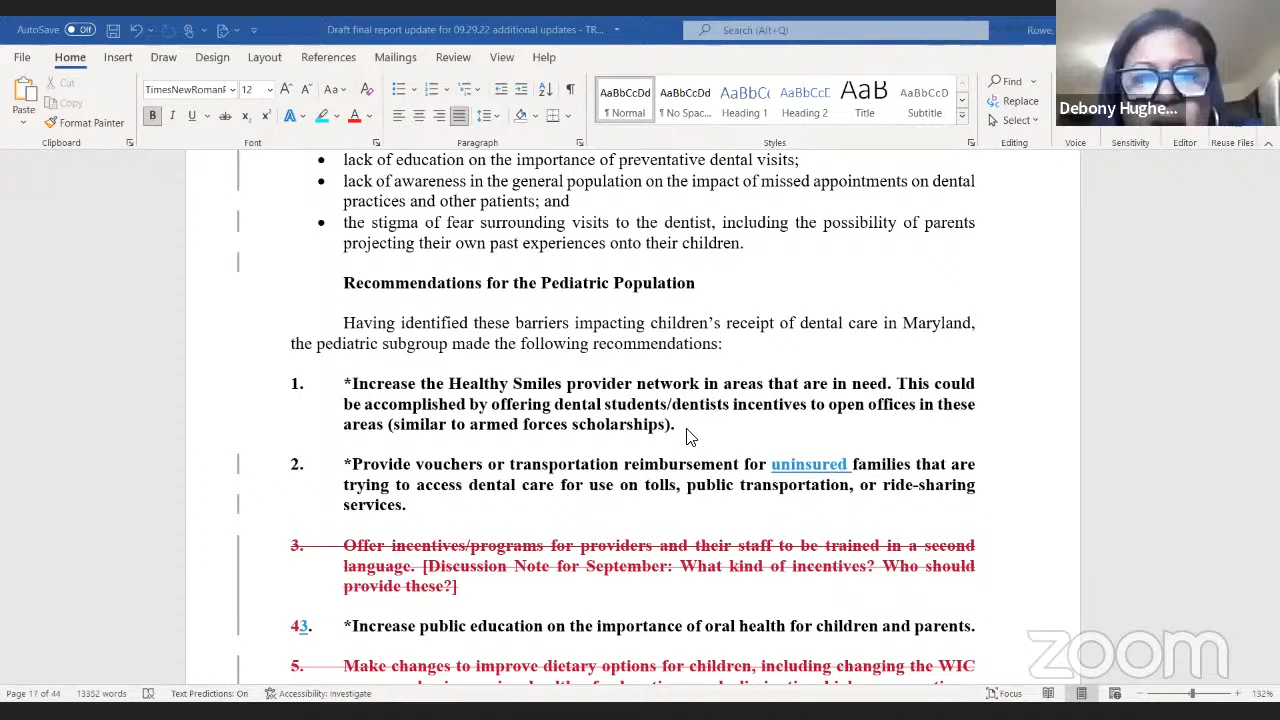 AutoSave Off
Draft final report update for 09.29.22 additional updates - TR...
Search (Alt+Q)
Rowe,
Debony Hughe...
File Home Insert Draw Design Layout References Mailings Review View Help
Paste
Cut
Copy
Format Painter
Clipboard
TimesNewRomanF 12
Font
Paragraph
AaBbCcDd
¶ Normal
AaBbCcDd
¶ No Spac...
AaBbCc
Heading 1
AaBbCcC
Heading 2
AaB
Title
AaBbCcD
Subtitle
Styles
Find
Replace
Select
Editing
Voice
Sensitivity
Editor
Reuse Files
• lack of education on the importance of preventative dental visits;
• lack of awareness in the general population on the impact of missed appointments on dental
practices and other patients; and
• the stigma of fear surrounding visits to the dentist, including the possibility of parents
projecting their own past experiences onto their children.
Recommendations for the Pediatric Population
Having identified these barriers impacting children’s receipt of dental care in Maryland,
the pediatric subgroup made the following recommendations:
1. *Increase the Healthy Smiles provider network in areas that are in need. This could
be accomplished by offering dental students/dentists incentives to open offices in these
areas (similar to armed forces scholarships).
2. *Provide vouchers or transportation reimbursement for uninsured families that are
trying to access dental care for use on tolls, public transportation, or ride-sharing
services.
3. Offer incentives/programs for providers and their staff to be trained in a second
language. [Discussion Note for September: What kind of incentives? Who should
provide these?]
43. *Increase public education on the importance of oral health for children and parents.
5. Make changes to improve dietary options for children, including changing the WIC
zoom
Page 17 of 44 13352 words Text Predictions: On Accessibility: Investigate
Focus
132%